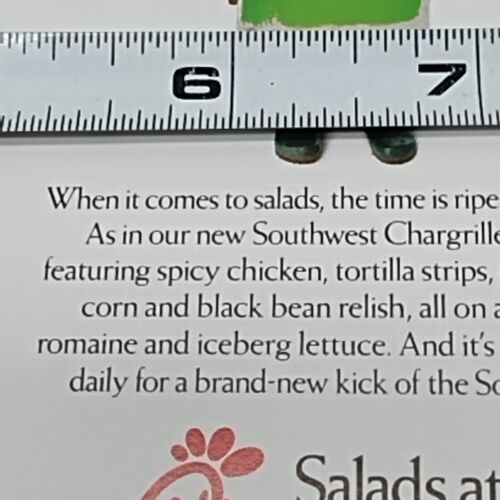 6 7
When it comes to salads, the time is ripe
As in our new Southwest Chargrille
featuring spicy chicken, tortilla strips,
corn and black bean relish, all on a
romaine and iceberg lettuce. And it's
daily for a brand-new kick of the So
Salads at